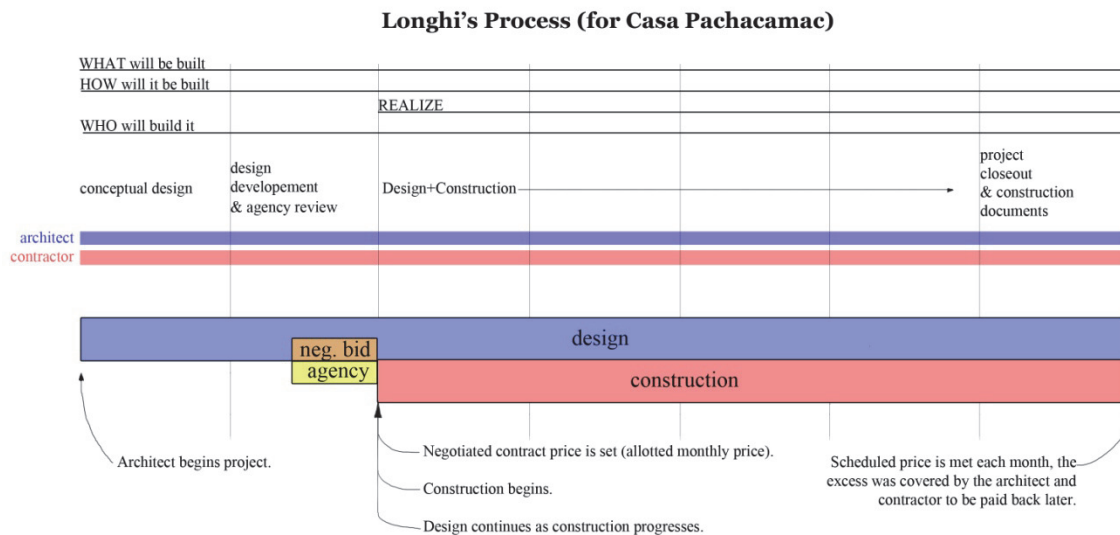 Longhi's Process (for Casa Pachacamac)
WHAT will be built
HOW will it be built
REALIZE
WHO will build it
conceptual design
design
developement
& agency review
Design+Construction
project
closeout
& construction
documents
architect
contractor
design
neg. bid
agency
construction
Architect begins project.
Negotiated contract price is set (allotted monthly price).
Construction begins.
Design continues as construction progresses.
Scheduled price is met each month, the
excess was covered by the architect and
contractor to be paid back later.